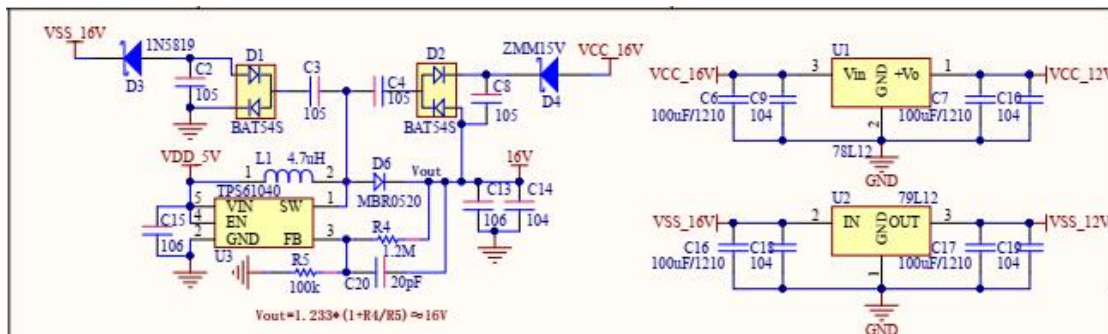 VSS_16V
1N5819
D3
C2
105
D1
BAT54S
C3
105
C4
105
D2
BAT54S
C8
105
ZMM15V
D4
VCC_16V
VDD_5V
L1 4.7uH
1 2
TPS61040
5 VIN SW 1
4 EN
2 GND FB 3
U3
C15
106
D6
MBR0520
Vout
16V
C13
106
C14
104
R4
1.2M
R5
100k
C20
20pF
Vout=1.233*(1+R4/R5)≈16V
U1
VCC_16V
3 Vin GND +Vo 1
VCC_12V
C6
100uF/1210
C9
104
2
78L12
C7
100uF/1210
C10
104
GND
U2 79L12
VSS_16V
2 IN GND OUT 3
VSS_12V
C16
100uF/1210
C18
104
1
C17
100uF/1210
C19
104
GND